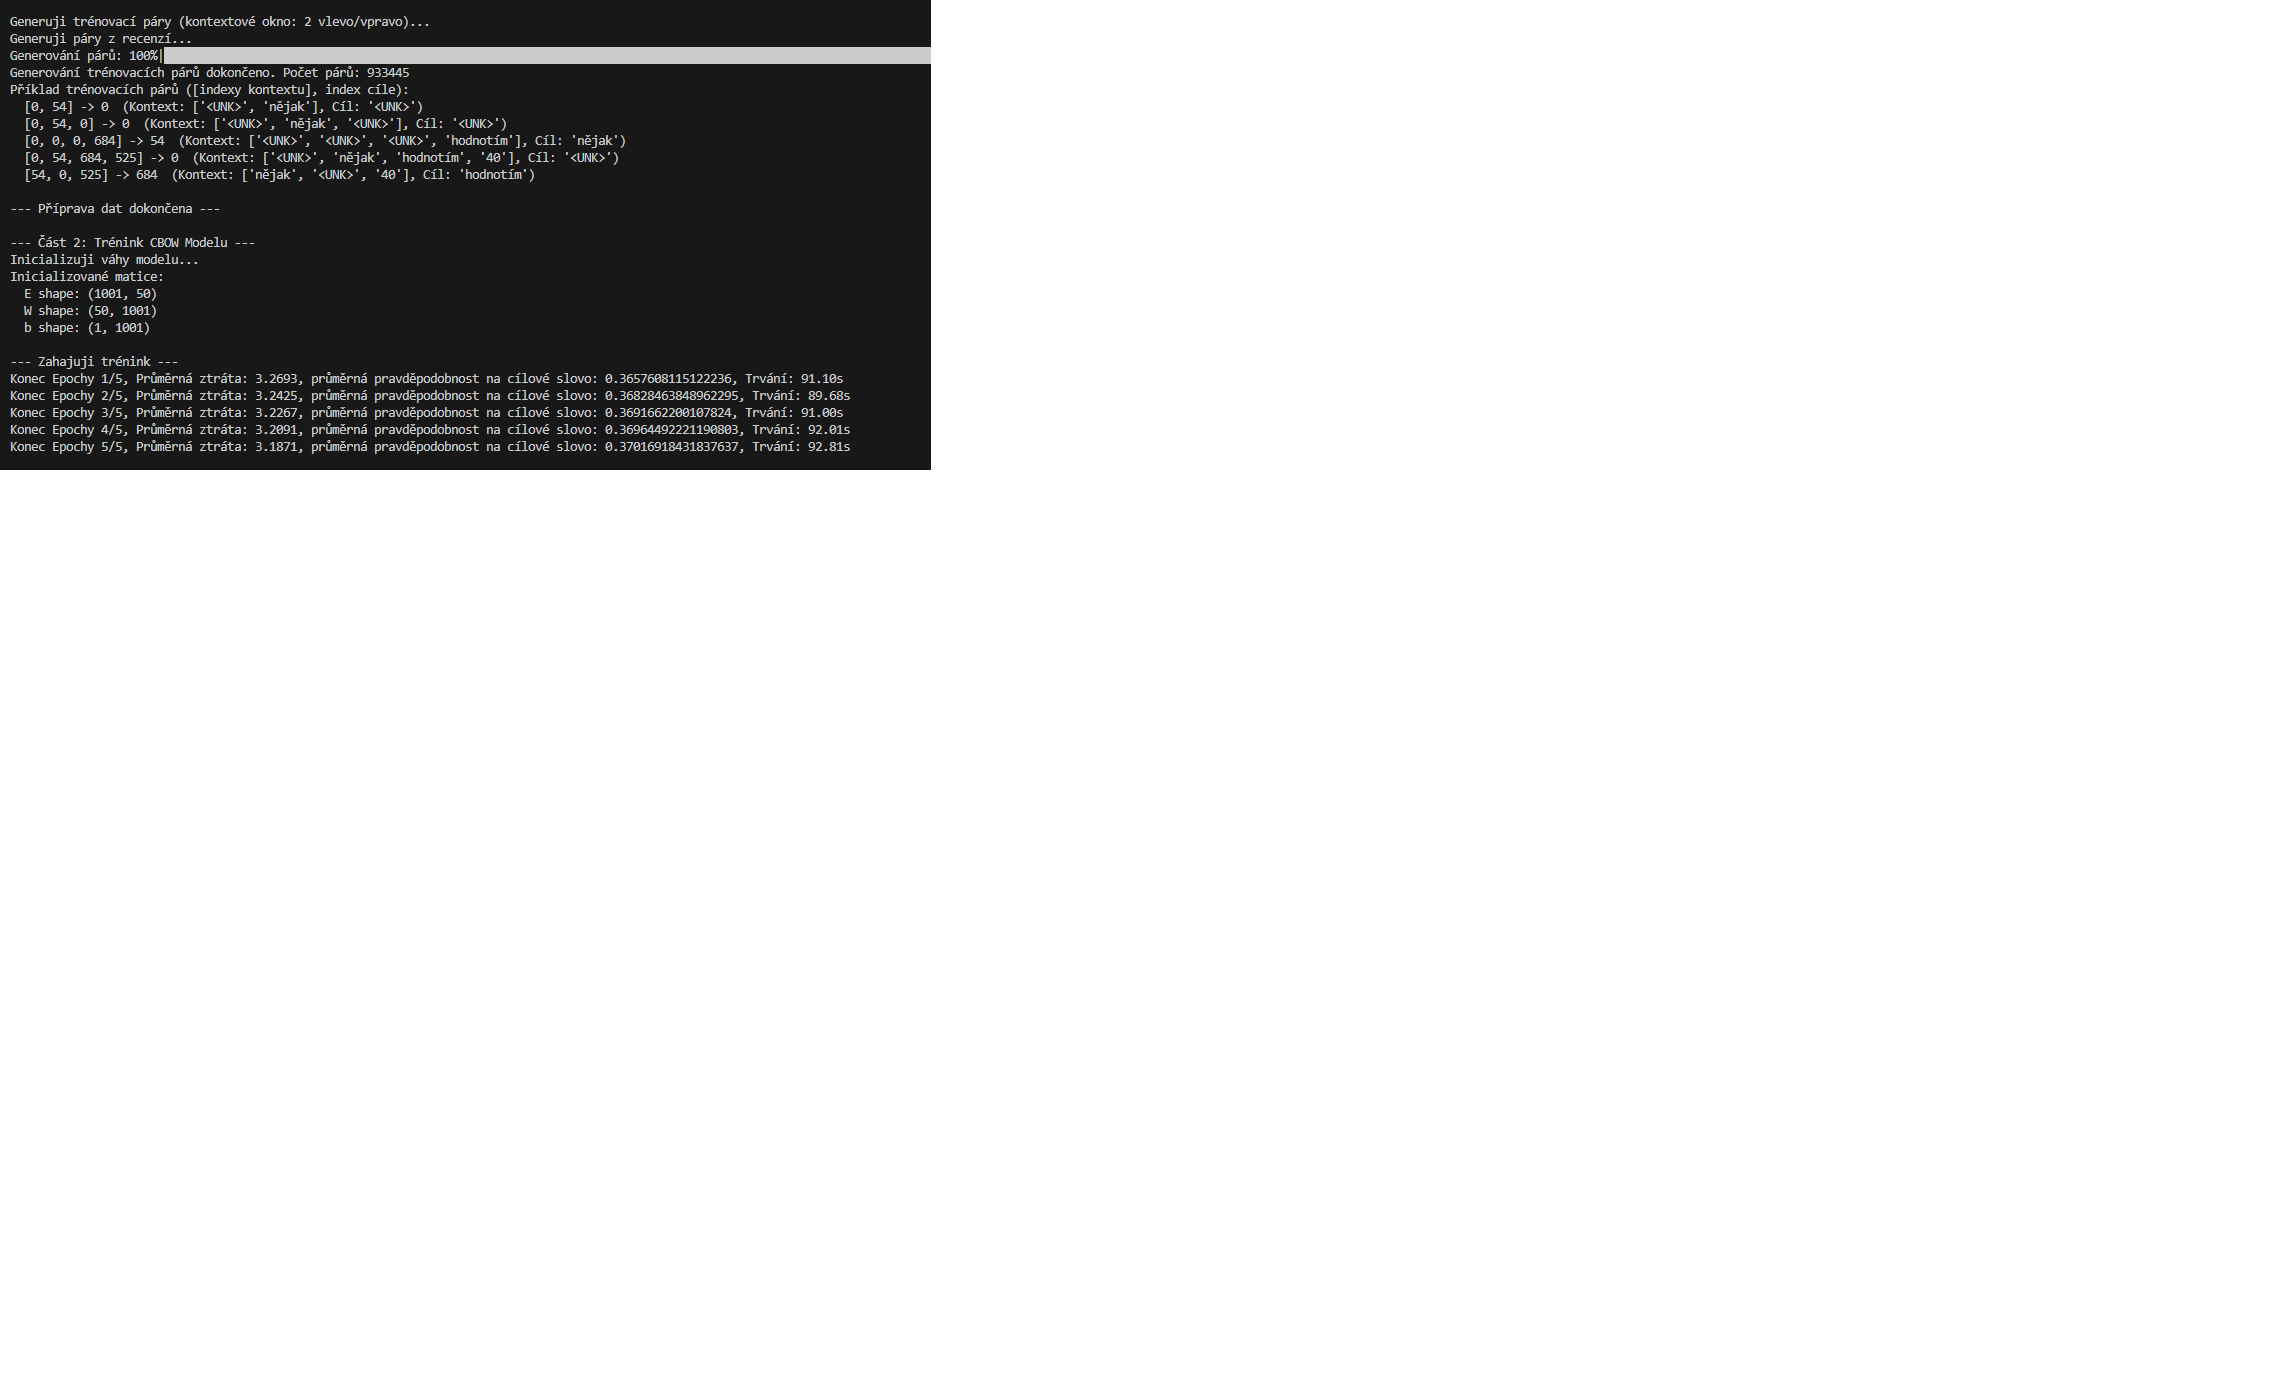 Generuji trénovací páry (kontextové okno: 2 vlevo/vpravo)...
Generuji páry z recenzí...
Generování párů: 100%|
Generování trénovacích párů dokončeno. Počet párů: 933445
Příklad trénovacích párů ([indexy kontextu], index cíle):
  [0, 54] -> 0  (Kontext: ['<UNK>', 'nějak'], Cíl: '<UNK>')
  [0, 54, 0] -> 0  (Kontext: ['<UNK>', 'nějak', '<UNK>'], Cíl: '<UNK>')
  [0, 0, 0, 684] -> 54  (Kontext: ['<UNK>', '<UNK>', '<UNK>', 'hodnotím'], Cíl: 'nějak')
  [0, 54, 684, 525] -> 0  (Kontext: ['<UNK>', 'nějak', 'hodnotím', '40'], Cíl: '<UNK>')
  [54, 0, 525] -> 684  (Kontext: ['nějak', '<UNK>', '40'], Cíl: 'hodnotím')
--- Příprava dat dokončena ---
--- Část 2: Trénink CBOW Modelu ---
Inicializuji váhy modelu...
Inicializované matice:
  E shape: (1001, 50)
  W shape: (50, 1001)
  b shape: (1, 1001)
--- Zahajuji trénink ---
Konec Epochy 1/5, Průměrná ztráta: 3.2693, průměrná pravděpodobnost na cílové slovo: 0.3657608115122236, Trvání: 91.10s
Konec Epochy 2/5, Průměrná ztráta: 3.2425, průměrná pravděpodobnost na cílové slovo: 0.36828463848962295, Trvání: 89.68s
Konec Epochy 3/5, Průměrná ztráta: 3.2267, průměrná pravděpodobnost na cílové slovo: 0.3691662200107824, Trvání: 91.00s
Konec Epochy 4/5, Průměrná ztráta: 3.2091, průměrná pravděpodobnost na cílové slovo: 0.36964492221190803, Trvání: 92.01s
Konec Epochy 5/5, Průměrná ztráta: 3.1871, průměrná pravděpodobnost na cílové slovo: 0.37016918431837637, Trvání: 92.81s